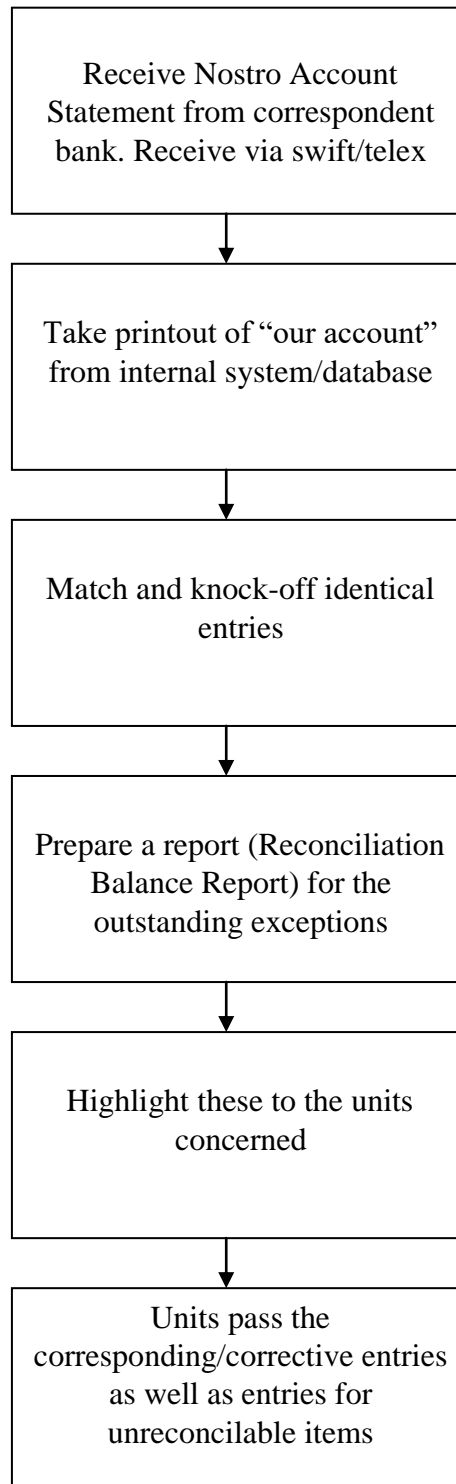 Receive Nostro Account
Statement from correspondent
bank. Receive via swift/telex
Take printout of “our account”
from internal system/database
Match and knock-off identical
entries
Prepare a report (Reconciliation
Balance Report) for the
outstanding exceptions
Highlight these to the units
concerned
Units pass the
corresponding/corrective entries
as well as entries for
unreconcilable items